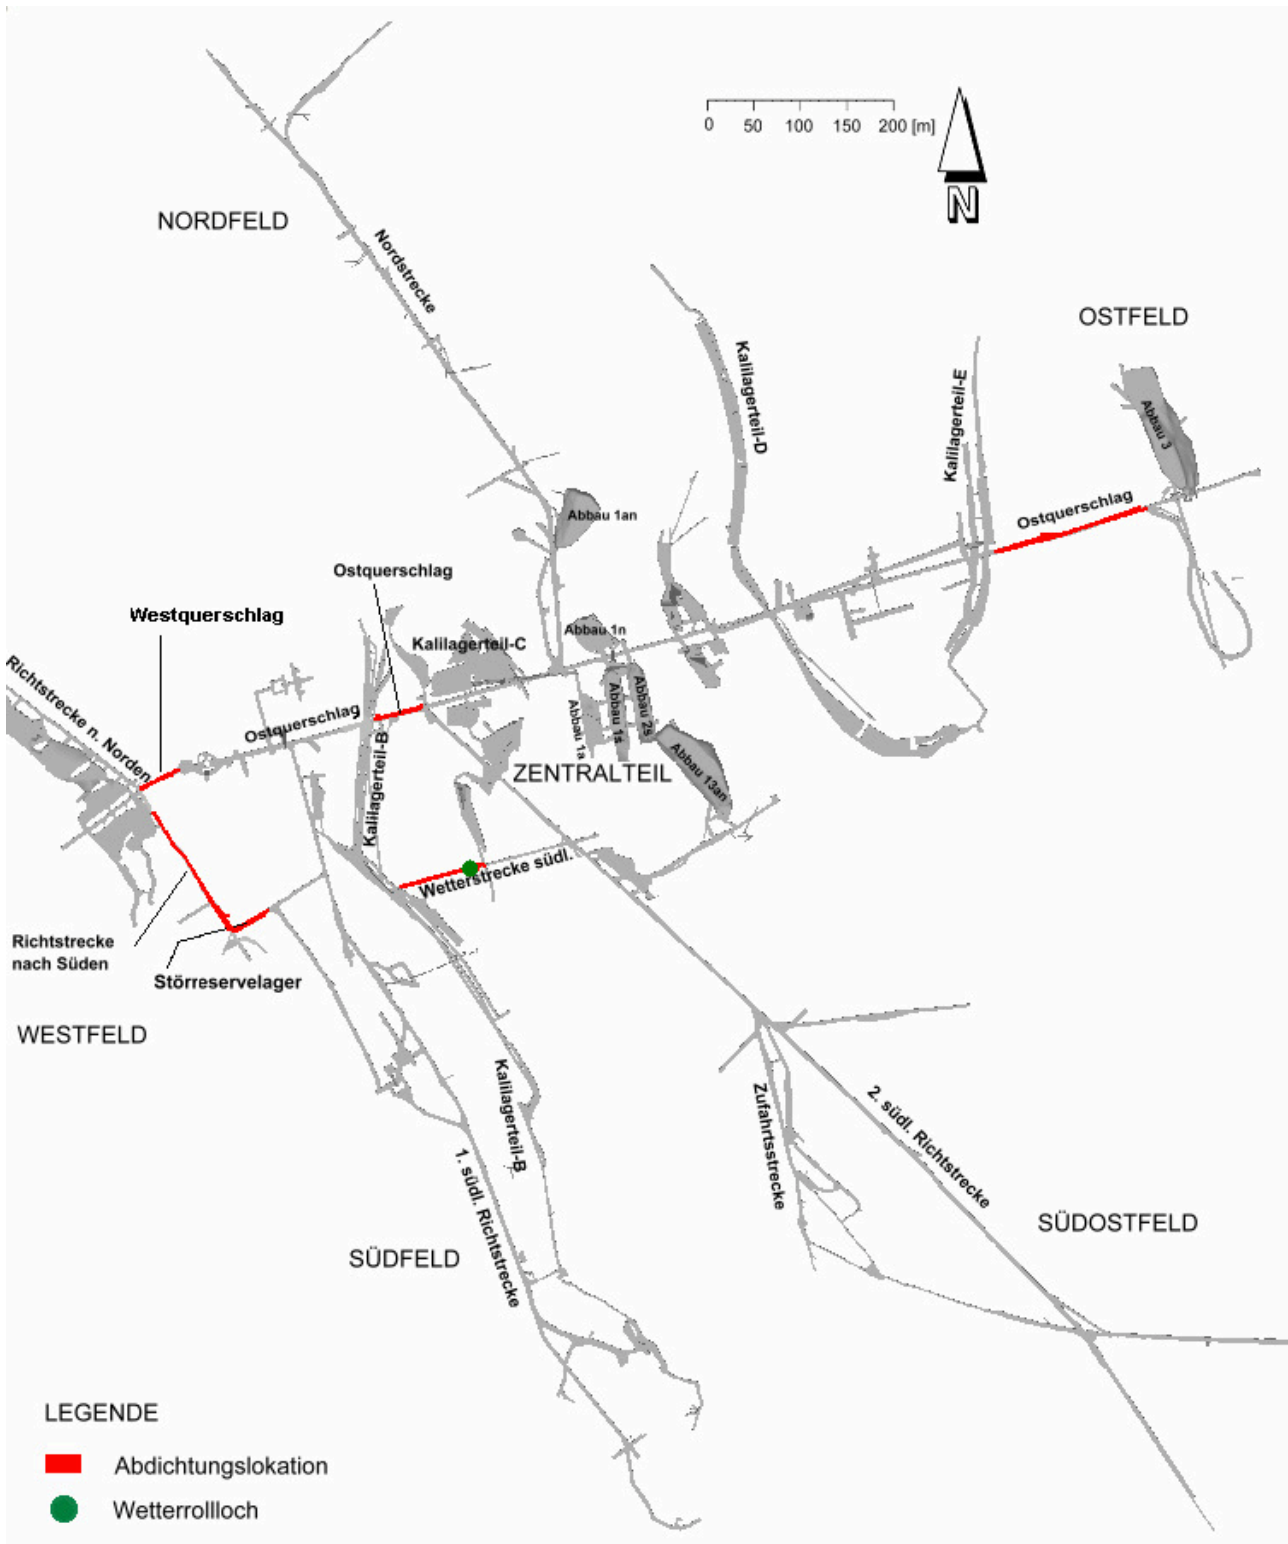 0 50 100 150 200 [m]
N
NORDFELD
Nordstrecke
OSTFELD
Kalilagerteil-D
Kalilagerteil-E
Abbau 3
Ostquerschlag
Abbau 1an
Ostquerschlag
Westquerschlag
Abbau 1n
Kalilagerteil-C
Richtstrecke n. Norden
Ostquerschlag
Abbau 1a
Abbau 1s
Abbau 2s
Kalilagerteil-B
ZENTRALTEIL
Abbau 13an
Wetterstrecke südl.
Richtstrecke
nach Süden
Störreservelager
WESTFELD
Kalilagerteil-B
Zufahrtsstrecke
2. südl. Richtstrecke
1. südl. Richtstrecke
SÜDOSTFELD
SÜDFELD
LEGENDE
Abdichtungslokation
Wetterrollloch